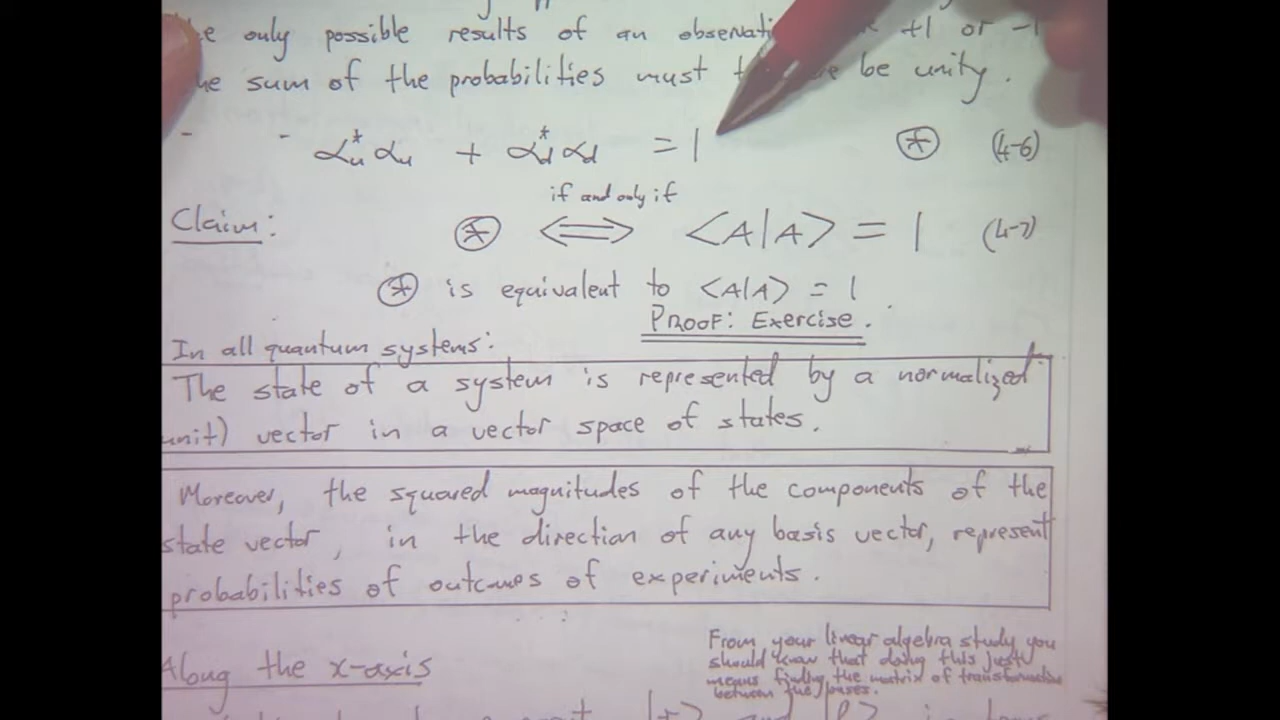 only possible results of an +1 or -1
sum of the probabilities must be unity.
αu* αu + αd* αd = 1 ⊛ (4-6)
if and only if
Claim: ⊛ ⟺ <A|A> = 1 (4-7)
⊛ is equivalent to <A|A> = 1
PROOF: Exercise.
In all quantum systems:
The state of a system is represented by a normalized
unit) vector in a vector space of states.
Moreover, the squared magnitudes of the components of the
state vector, in the direction of any basis vector, represent
probabilities of outcomes of experiments.
From your linear algebra study you
should know that doing this just
means finding the matrix of transformation
between the bases.
Along the x-axis